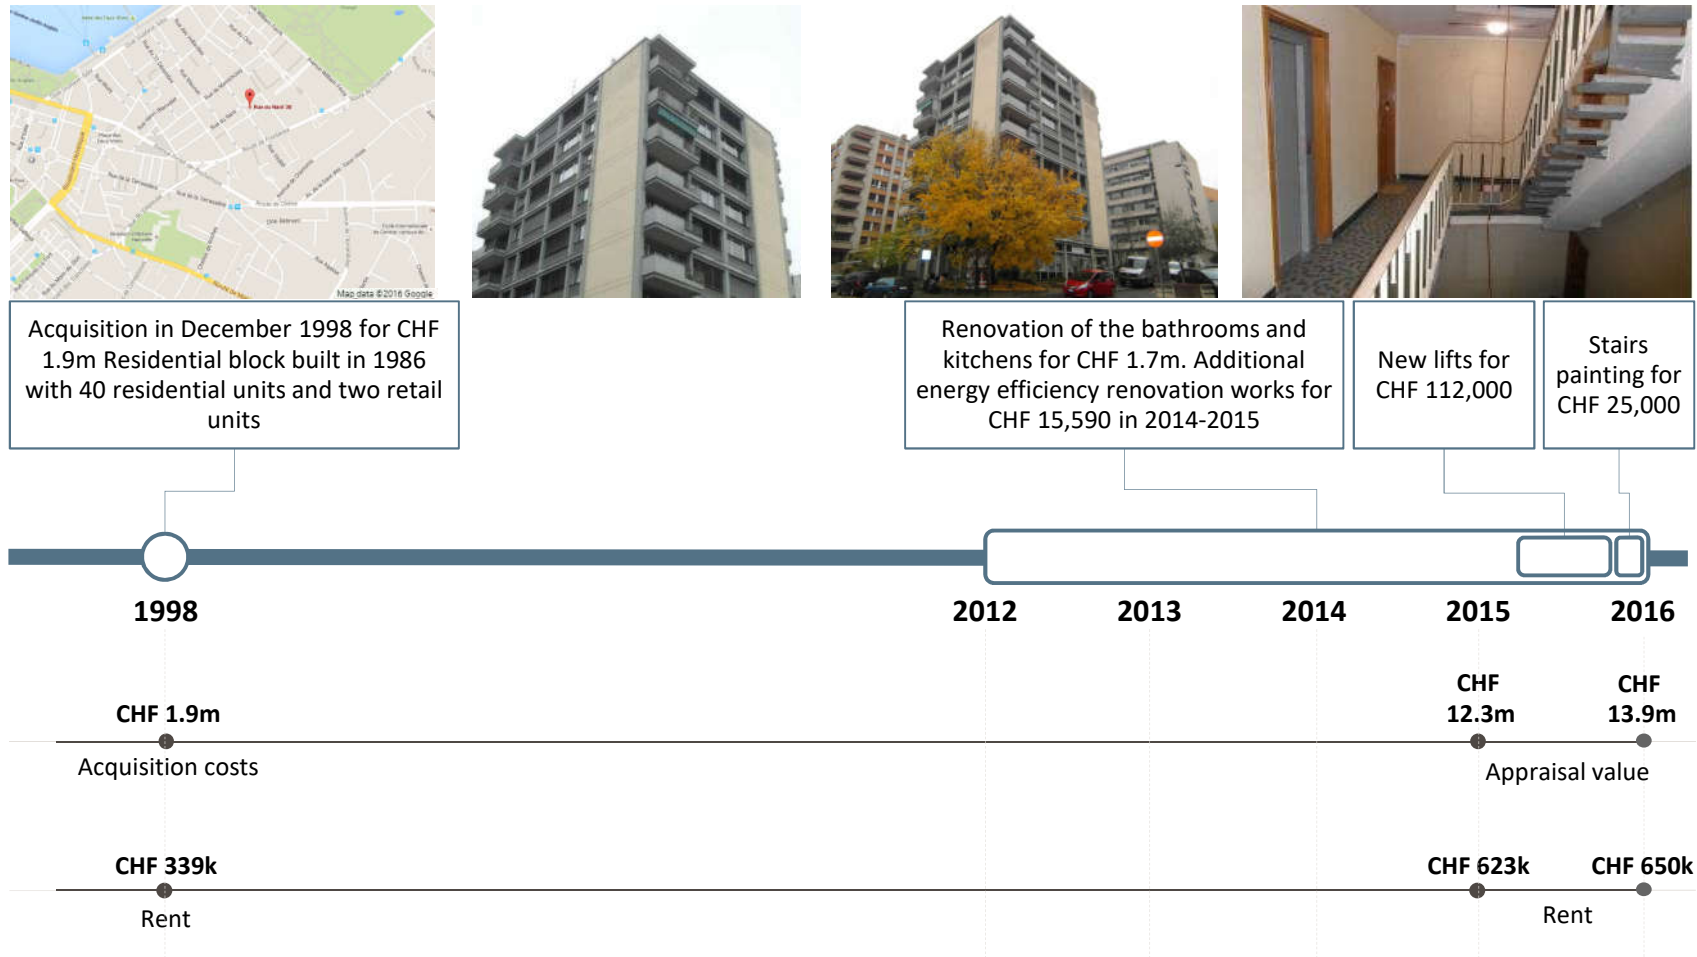 Rue du Nant 30
Map data ©2016 Google
Acquisition in December 1998 for CHF
1.9m Residential block built in 1986
with 40 residential units and two retail
units
Renovation of the bathrooms and
kitchens for CHF 1.7m. Additional
energy efficiency renovation works for
CHF 15,590 in 2014-2015
New lifts for
CHF 112,000
Stairs
painting for
CHF 25,000
1998
2012
2013
2014
2015
2016
CHF 1.9m
CHF
12.3m
CHF
13.9m
Acquisition costs
Appraisal value
CHF 339k
CHF 623k
CHF 650k
Rent
Rent